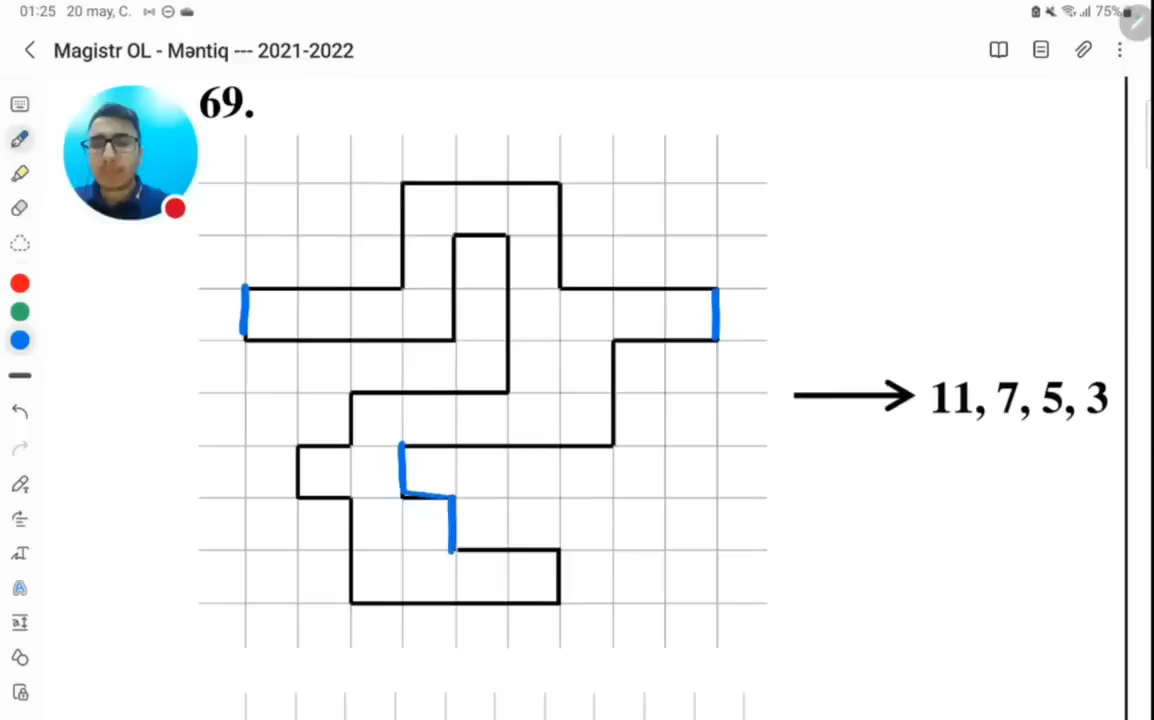 01:25 20 may, C. 75%
Magistr OL - Məntiq --- 2021-2022
69.
11, 7, 5, 3